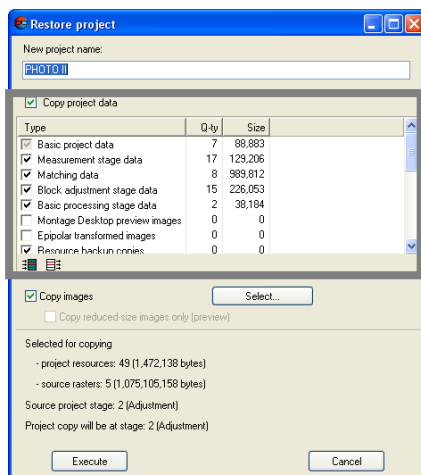 Restore project
New project name:
PHOTO II
Copy project data
Type Q-ty Size
Basic project data 7 88,883
Measurement stage data 17 129,206
Matching data 8 989,812
Block adjustment stage data 15 226,053
Basic processing stage data 2 38,184
Montage Desktop preview images 0 0
Epipolar transformed images 0 0
Resource backup copies 0 0
Copy images Select...
Copy reduced-size images only (preview)
Selected for copying
- project resources: 49 (1,472,138 bytes)
- source rasters: 5 (1,075,105,158 bytes)
Source project stage: 2 (Adjustment)
Project copy will be at stage: 2 (Adjustment)
Execute Cancel